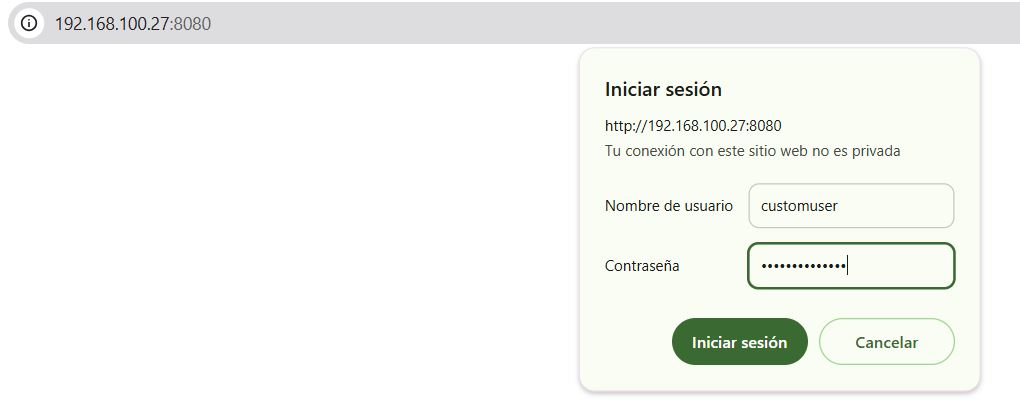 192.168.100.27:8080
Iniciar sesión
http://192.168.100.27:8080
Tu conexión con este sitio web no es privada
Nombre de usuario customuser
Contraseña ••••••••••••••
Iniciar sesión Cancelar